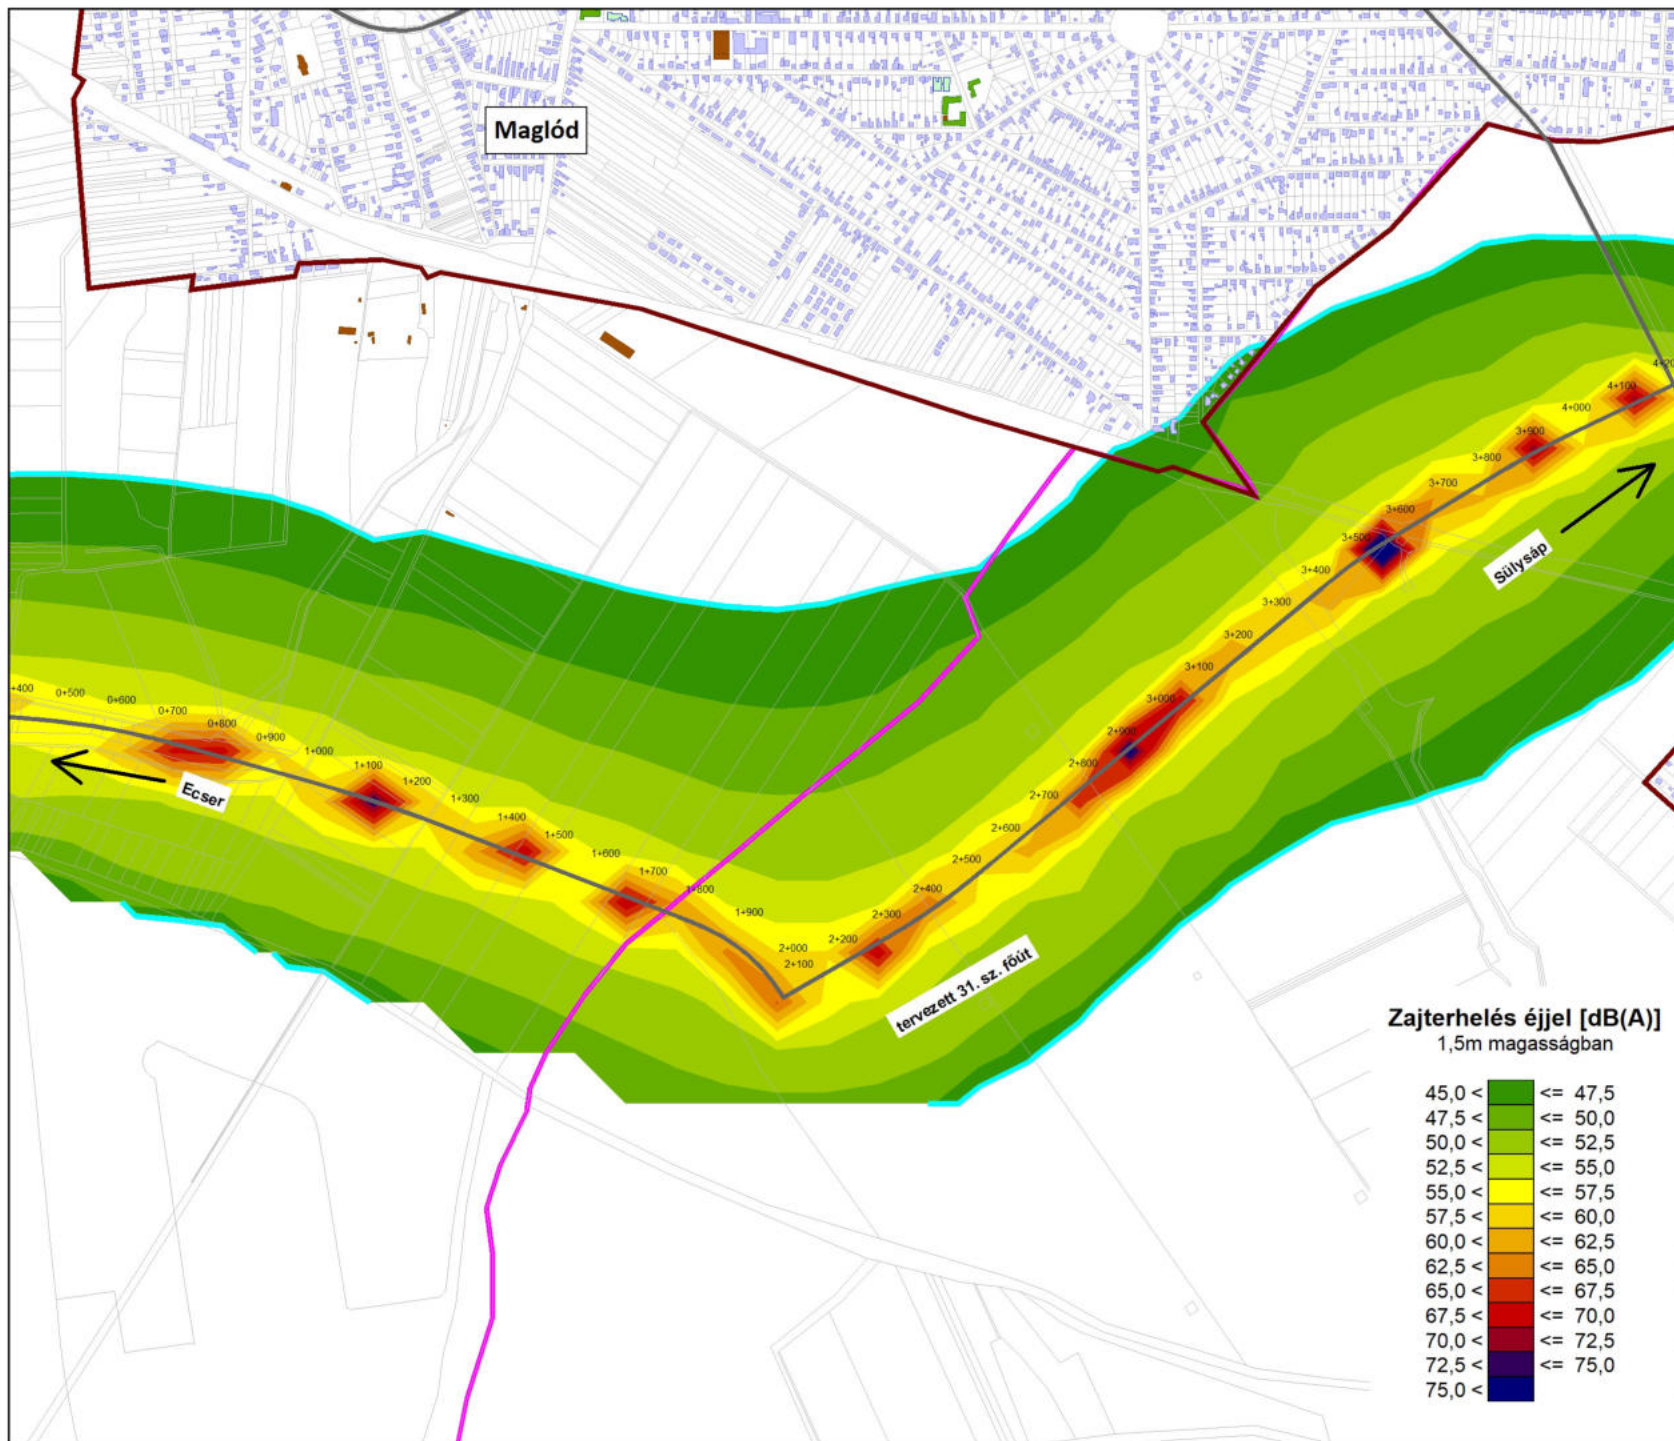 Maglód
4+20
4+100
4+000
3+900
3+800
3+700
3+600
3+500
3+400
3+300
3+200
3+100
3+000
2+900
2+800
2+700
2+600
2+500
2+400
2+300
2+200
2+100
2+000
1+900
1+800
1+700
1+600
1+500
1+400
1+300
1+200
1+100
1+000
0+900
0+800
0+700
0+600
0+500
+400
Sülysáp
Ecser
tervezett 31. sz. főút
Zajterhelés éjjel [dB(A)]
1,5m magasságban
45,0 < <= 47,5
47,5 < <= 50,0
50,0 < <= 52,5
52,5 < <= 55,0
55,0 < <= 57,5
57,5 < <= 60,0
60,0 < <= 62,5
62,5 < <= 65,0
65,0 < <= 67,5
67,5 < <= 70,0
70,0 < <= 72,5
72,5 < <= 75,0
75,0 <